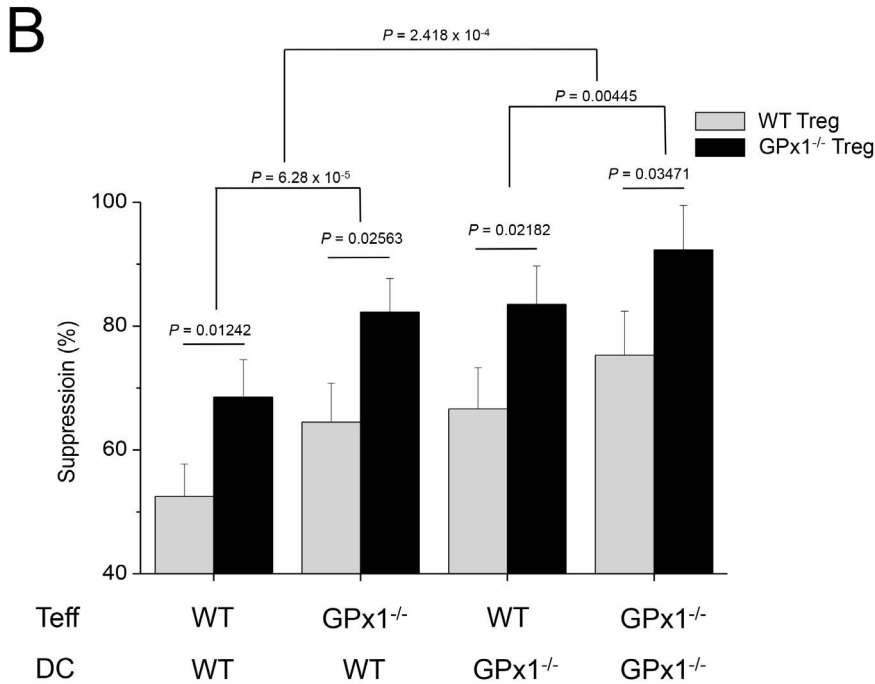 B
P = 2.418 x 10-4
P = 0.00445
WT Treg
GPx1-/- Treg
P = 0.03471
P = 6.28 x 10-5
P = 0.02563
P = 0.02182
P = 0.01242
100
80
60
40
Suppressioin (%)
Teff WT GPx1-/- WT GPx1-/-
DC WT WT GPx1-/- GPx1-/-